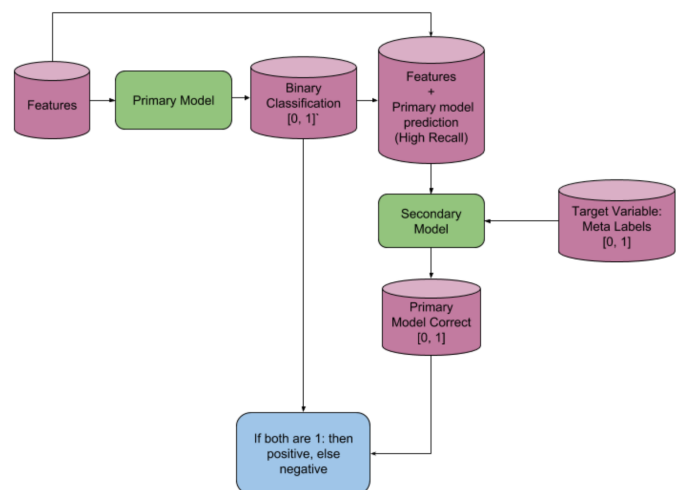 Features
Primary Model
Binary
Classification
[0, 1]`
Features
+
Primary model
prediction
(High Recall)
Secondary
Model
Target Variable:
Meta Labels
[0, 1]
Primary
Model Correct
[0, 1]
If both are 1: then
positive, else
negative